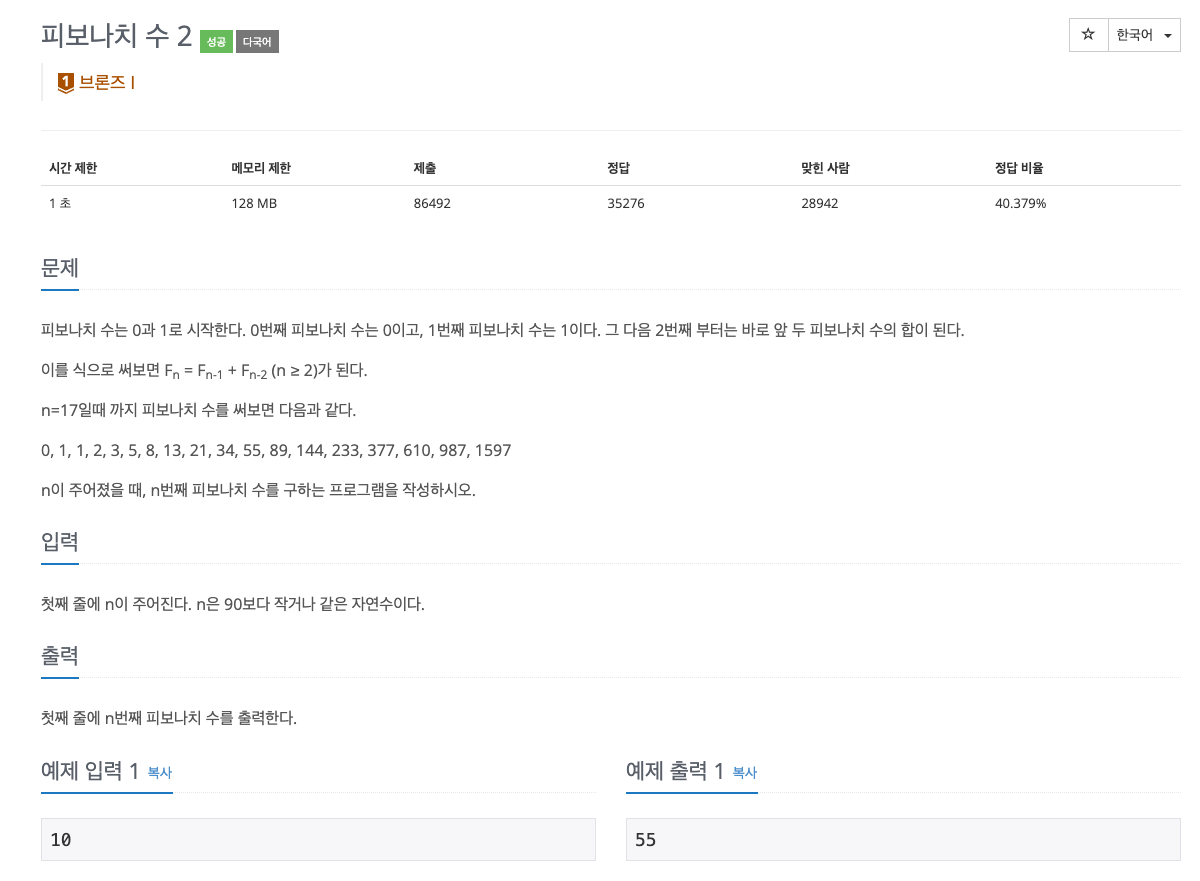 피보나치 수 2 성공 다국어
☆ 한국어
1 브론즈 I
시간 제한 메모리 제한 제출 정답 맞힌 사람 정답 비율
1 초 128 MB 86492 35276 28942 40.379%
문제
피보나치 수는 0과 1로 시작한다. 0번째 피보나치 수는 0이고, 1번째 피보나치 수는 1이다. 그 다음 2번째 부터는 바로 앞 두 피보나치 수의 합이 된다.
이를 식으로 써보면 Fn = Fn-1 + Fn-2 (n ≥ 2)가 된다.
n=17일때 까지 피보나치 수를 써보면 다음과 같다.
0, 1, 1, 2, 3, 5, 8, 13, 21, 34, 55, 89, 144, 233, 377, 610, 987, 1597
n이 주어졌을 때, n번째 피보나치 수를 구하는 프로그램을 작성하시오.
입력
첫째 줄에 n이 주어진다. n은 90보다 작거나 같은 자연수이다.
출력
첫째 줄에 n번째 피보나치 수를 출력한다.
예제 입력 1 복사
10
예제 출력 1 복사
55